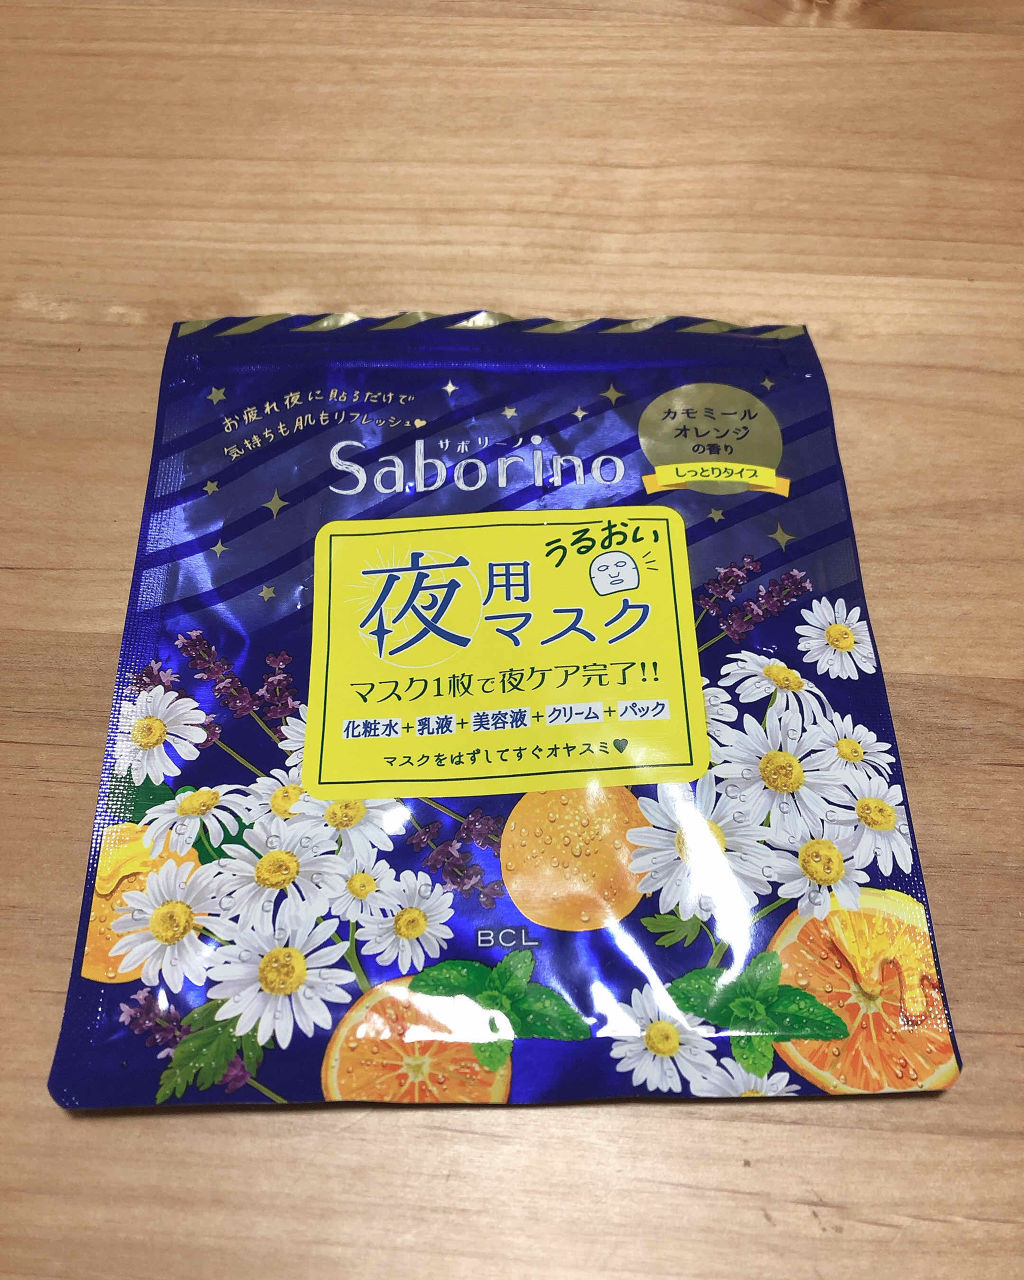 お疲れ夜に貼るだけで
気持ちも肌もリフレッシュ♥
サボリーノ
Saborino
カモミール
オレンジ
の香り
しっとりタイプ
うるおい
夜用
マスク
マスク1枚で夜ケア完了!!
化粧水+乳液+美容液+クリーム+パック
マスクをはずしてすぐオヤスミ♥
BCL